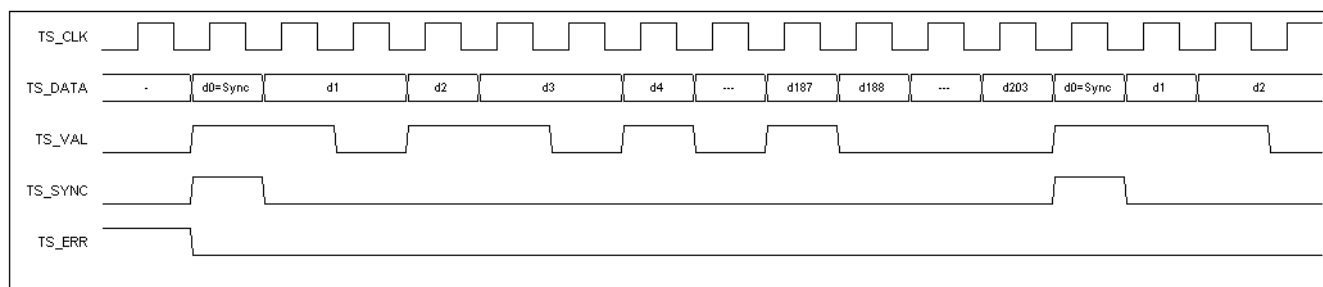 TS_CLK
TS_DATA - d0=Sync d1 d2 d3 d4 --- d187 d188 --- d203 d0=Sync d1 d2
TS_VAL
TS_SYNC
TS_ERR